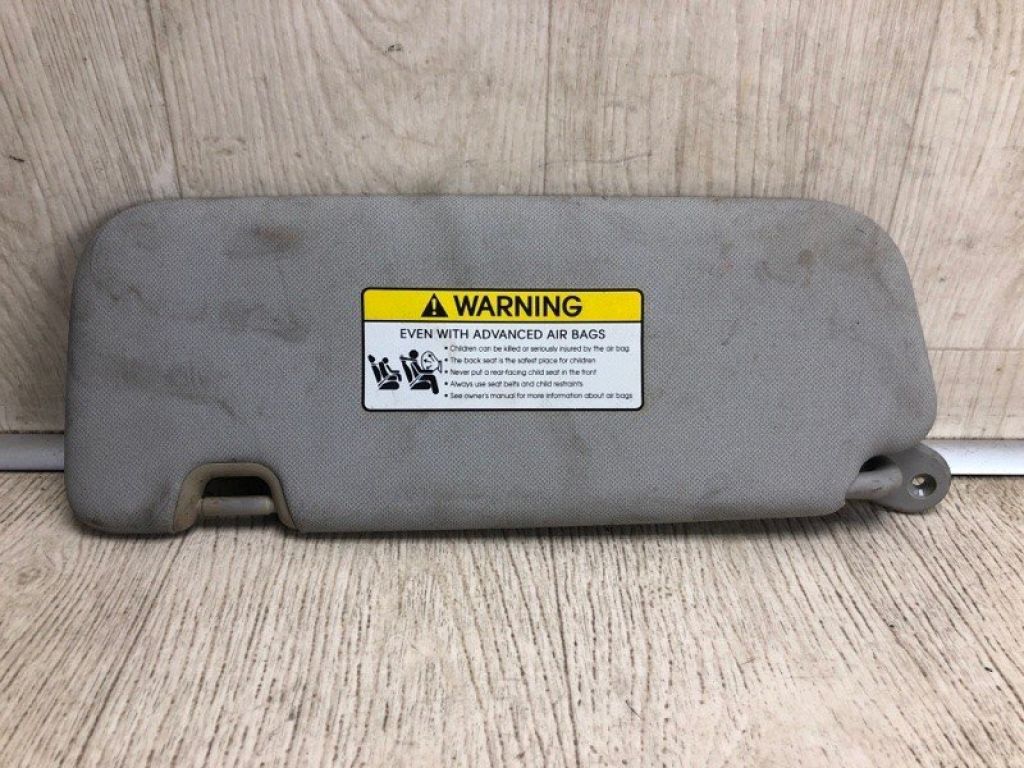 WARNING
EVEN WITH ADVANCED AIR BAGS
• Children can be killed or seriously injured by the air bag
• The back seat is the safest place for children
• Never put a rear-facing child seat in the front
• Always use seat belts and child restraints
• See owner's manual for more information about air bags